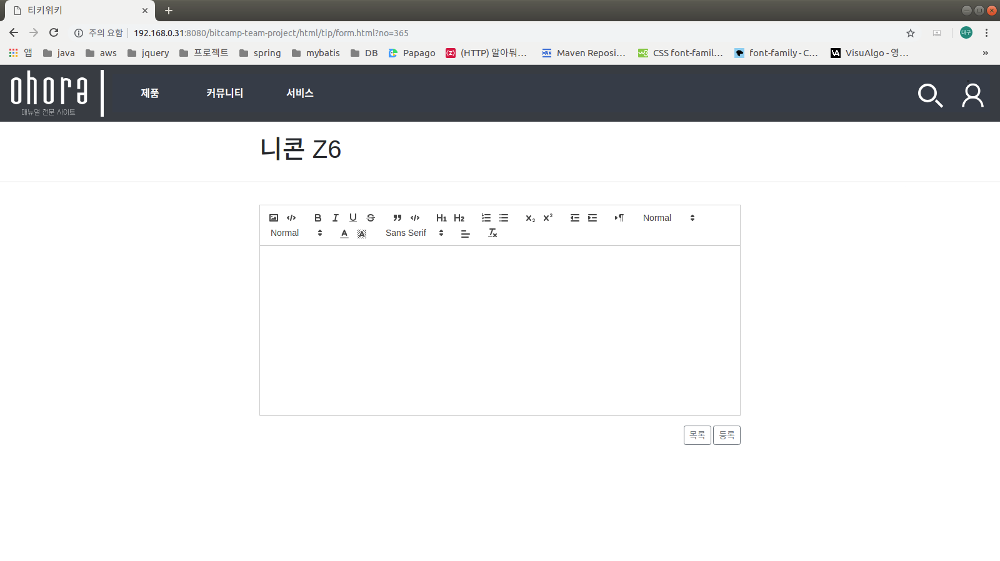 티키위키
주의 요함 192.168.0.31:8080/bitcamp-team-project/html/tip/form.html?no=365 대구
앱 java aws jquery 프로젝트 spring mybatis DB Papago (HTTP) 알아둬… Maven Reposi… CSS font-famil… font-family - C… VisuAlgo - 영… »
ohora 제품 커뮤니티 서비스
매뉴얼 전문 사이트
니콘 Z6
B I U S H1 H2 X2 X2 Normal
Normal A A Sans Serif Tx
목록 등록